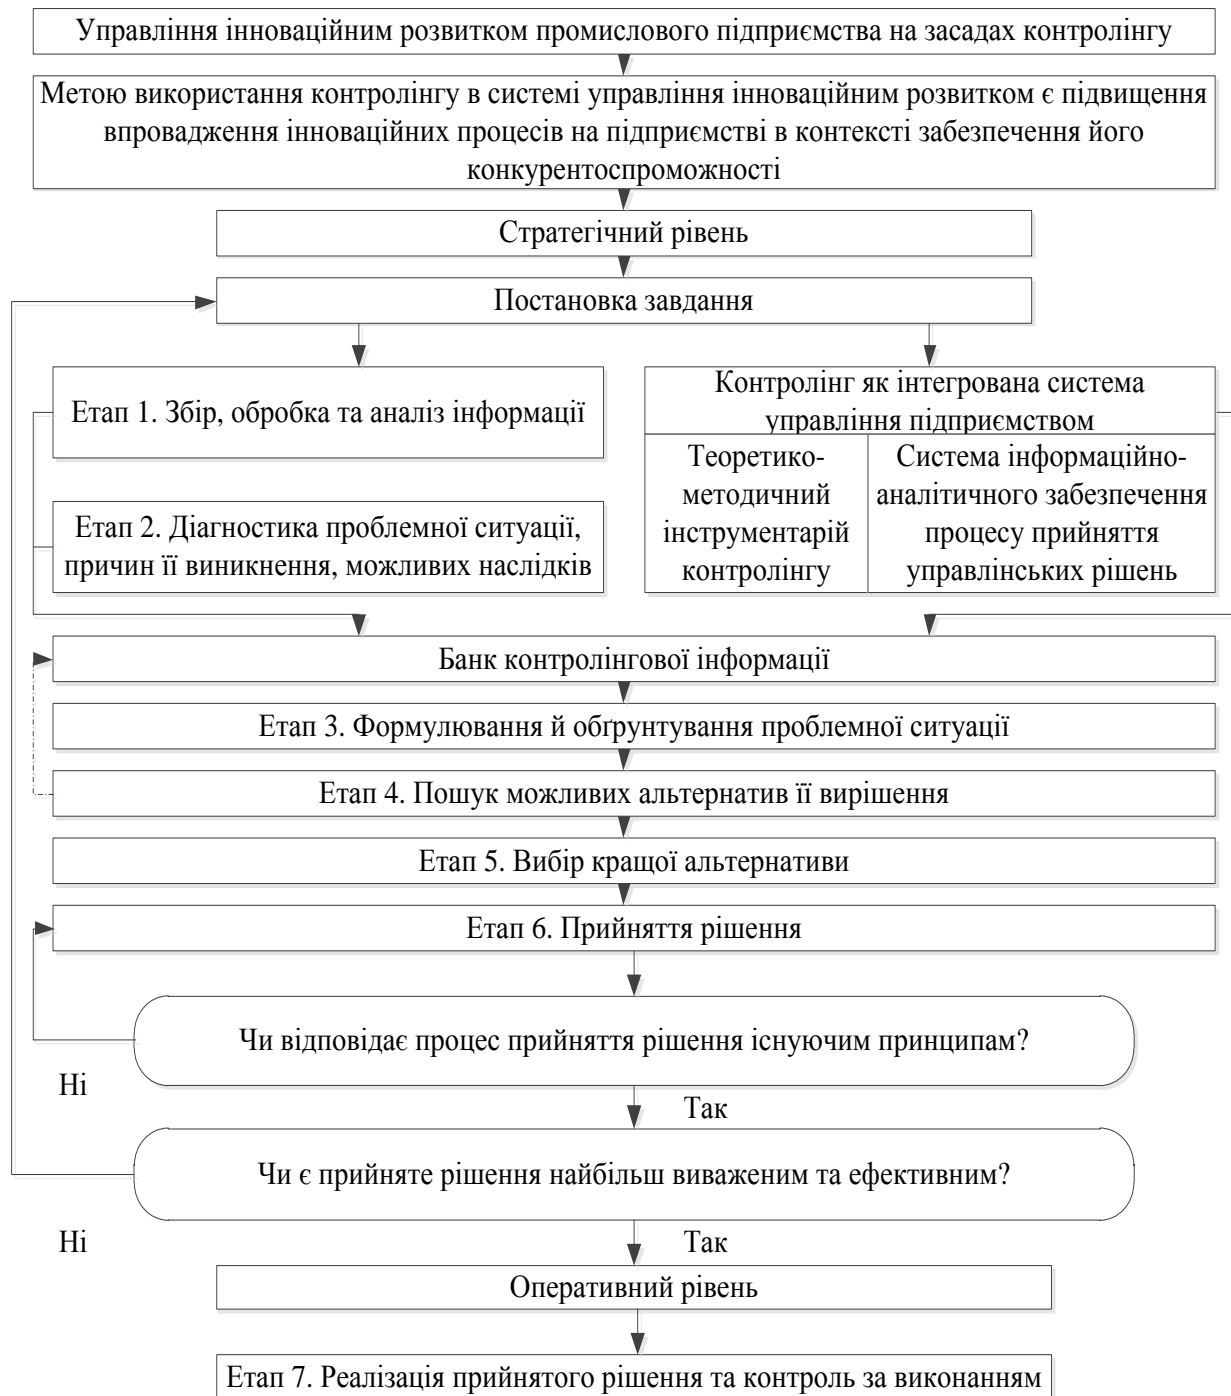 Управління інноваційним розвитком промислового підприємства на засадах контролінгу
Метою використання контролінгу в системі управління інноваційним розвитком є підвищення
впровадження інноваційних процесів на підприємстві в контексті забезпечення його
конкурентоспроможності
Стратегічний рівень
Постановка завдання
Етап 1. Збір, обробка та аналіз інформації
Етап 2. Діагностика проблемної ситуації,
причин її виникнення, можливих наслідків
Контролінг як інтегрована система
управління підприємством
Теоретико-
методичний
інструментарій
контролінгу
Система інформаційно-
аналітичного забезпечення
процесу прийняття
управлінських рішень
Банк контролінгової інформації
Етап 3. Формулювання й обґрунтування проблемної ситуації
Етап 4. Пошук можливих альтернатив її вирішення
Етап 5. Вибір кращої альтернативи
Етап 6. Прийняття рішення
Чи відповідає процес прийняття рішення існуючим принципам?
Ні
Так
Чи є прийняте рішення найбільш виваженим та ефективним?
Ні
Так
Оперативний рівень
Етап 7. Реалізація прийнятого рішення та контроль за виконанням